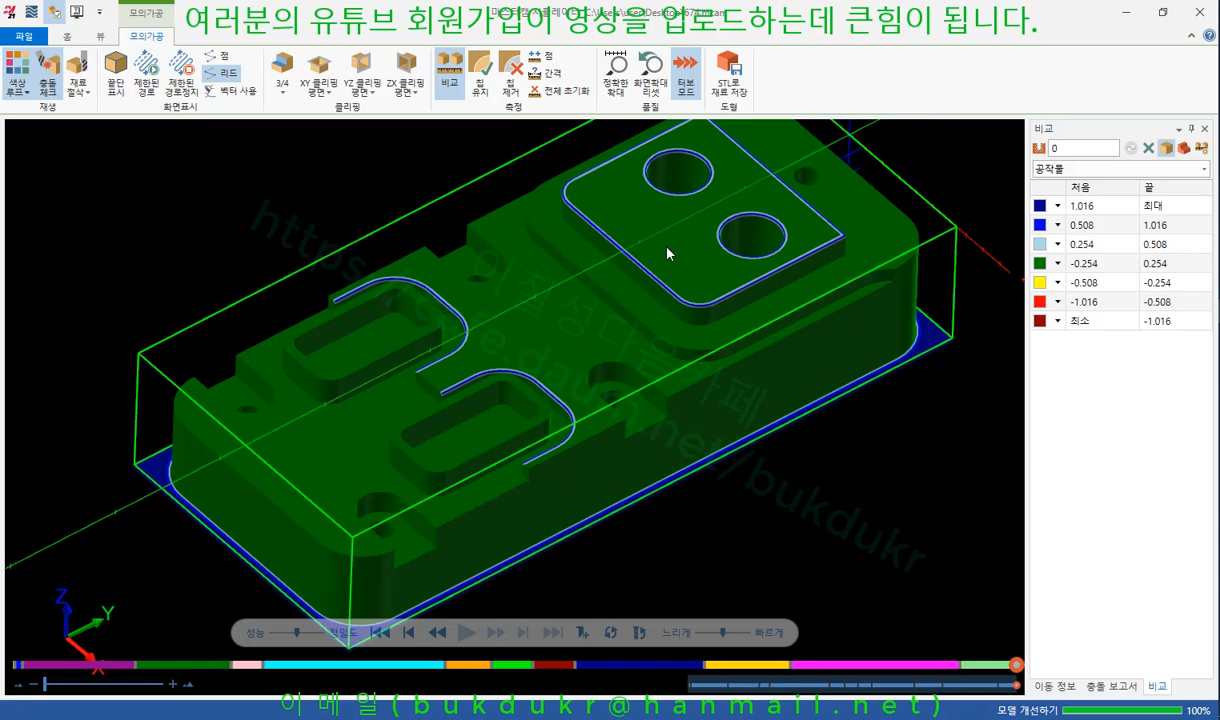 모의가공
여러분의 유튜브 회원가입이 영상을 업로드하는데 큰힘이 됩니다.
파일 홈 뷰 모의가공
색상 루프 충돌 체크 재료 절삭
재생
끝단 표시 제한된 경로 제한된 경로정지 점 리드 벡터 사용
화면표시
3/4 XY 클리핑 평면 YZ 클리핑 평면 ZX 클리핑 평면
클리핑
비교 칩 유지 칩 제거 점 간격 전체 초기화
측정
정확한 확대 화면확대 리셋 터보 모드
품질
STL로 재료 저장
도형
비교
0
공작물
처음 끝
1.016 최대
0.508 1.016
0.254 0.508
-0.254 0.254
-0.508 -0.254
-1.016 -0.508
최소 -1.016
Z Y X
성능 정밀도 느리게 빠르게
이동 정보 충돌 보고서 비교
이 메 일(bukdukr@hanmail.net)
모델 개선하기 100%